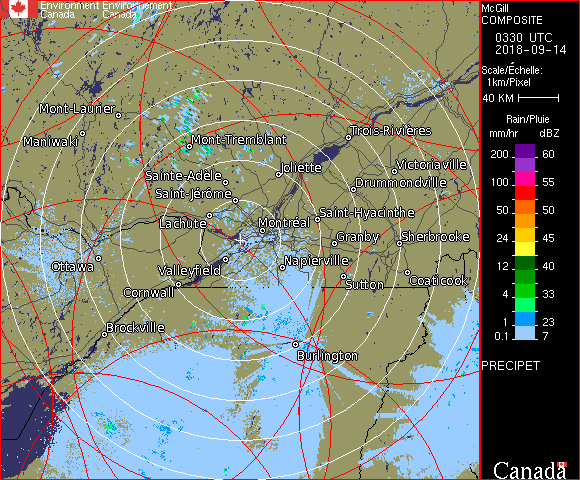 Environment Environnement
Canada Canada
McGill
COMPOSITE
0330 UTC
2018-09-14
Scale/Échelle:
1km/Pixel
40 KM
Rain/Pluie
mm/hr dBZ
200 60
100 55
50 50
24 45
12 40
4 33
1 23
0.1 7
PRECIPET
Canada
Mont-Laurier
Maniwaki
Mont-Tremblant
Trois-Rivières
Victoriaville
Joliette
Sainte-Adèle
Drummondville
Saint-Jérôme
Saint-Hyacinthe
Lachute
Montréal
Granby
Sherbrooke
Ottawa
Valleyfield
Napierville
Cornwall
Sutton
Coaticook
Brockville
Burlington